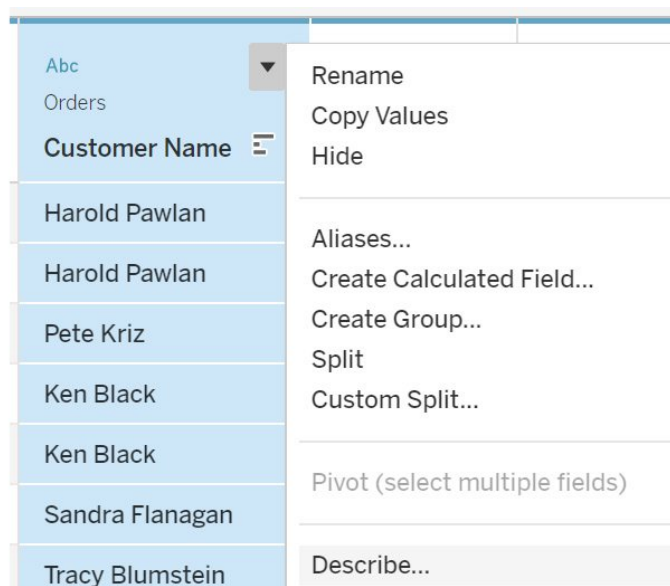 Abc
Orders
Customer Name
Harold Pawlan
Harold Pawlan
Pete Kriz
Ken Black
Ken Black
Sandra Flanagan
Tracy Blumstein
Rename
Copy Values
Hide
Aliases...
Create Calculated Field...
Create Group...
Split
Custom Split...
Pivot (select multiple fields)
Describe...